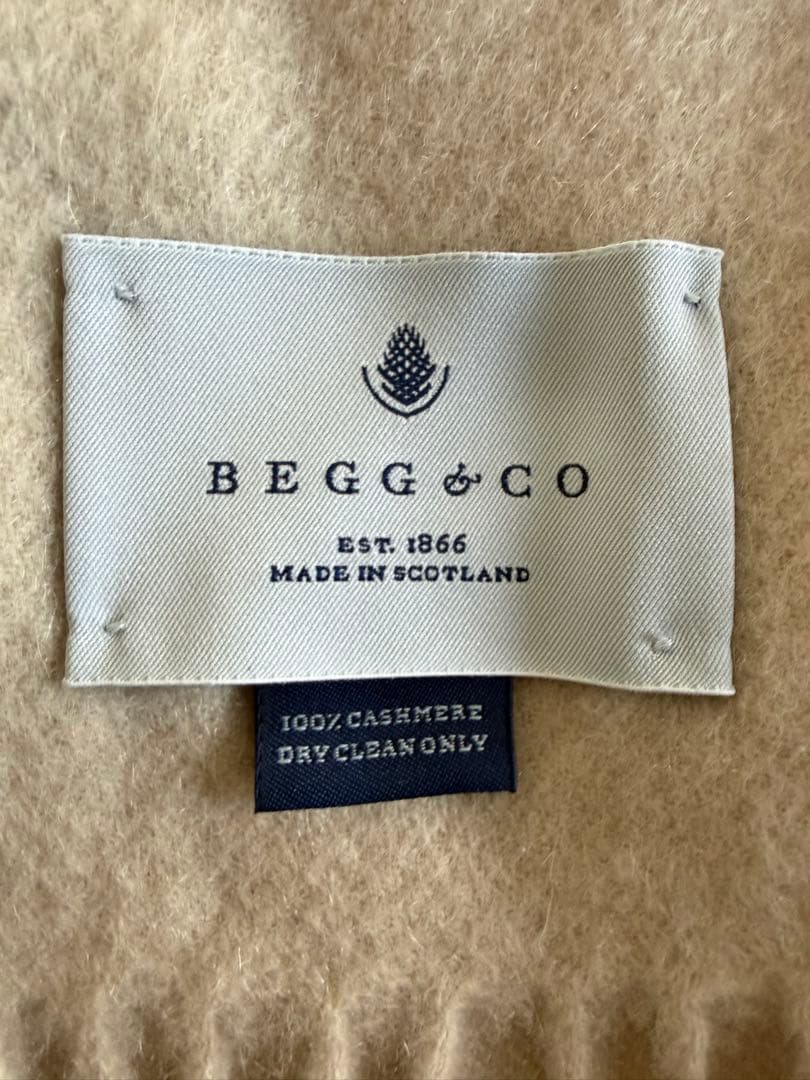 BEGG & CO
EST. 1866
MADE IN SCOTLAND
100% CASHMERE
DRY CLEAN ONLY